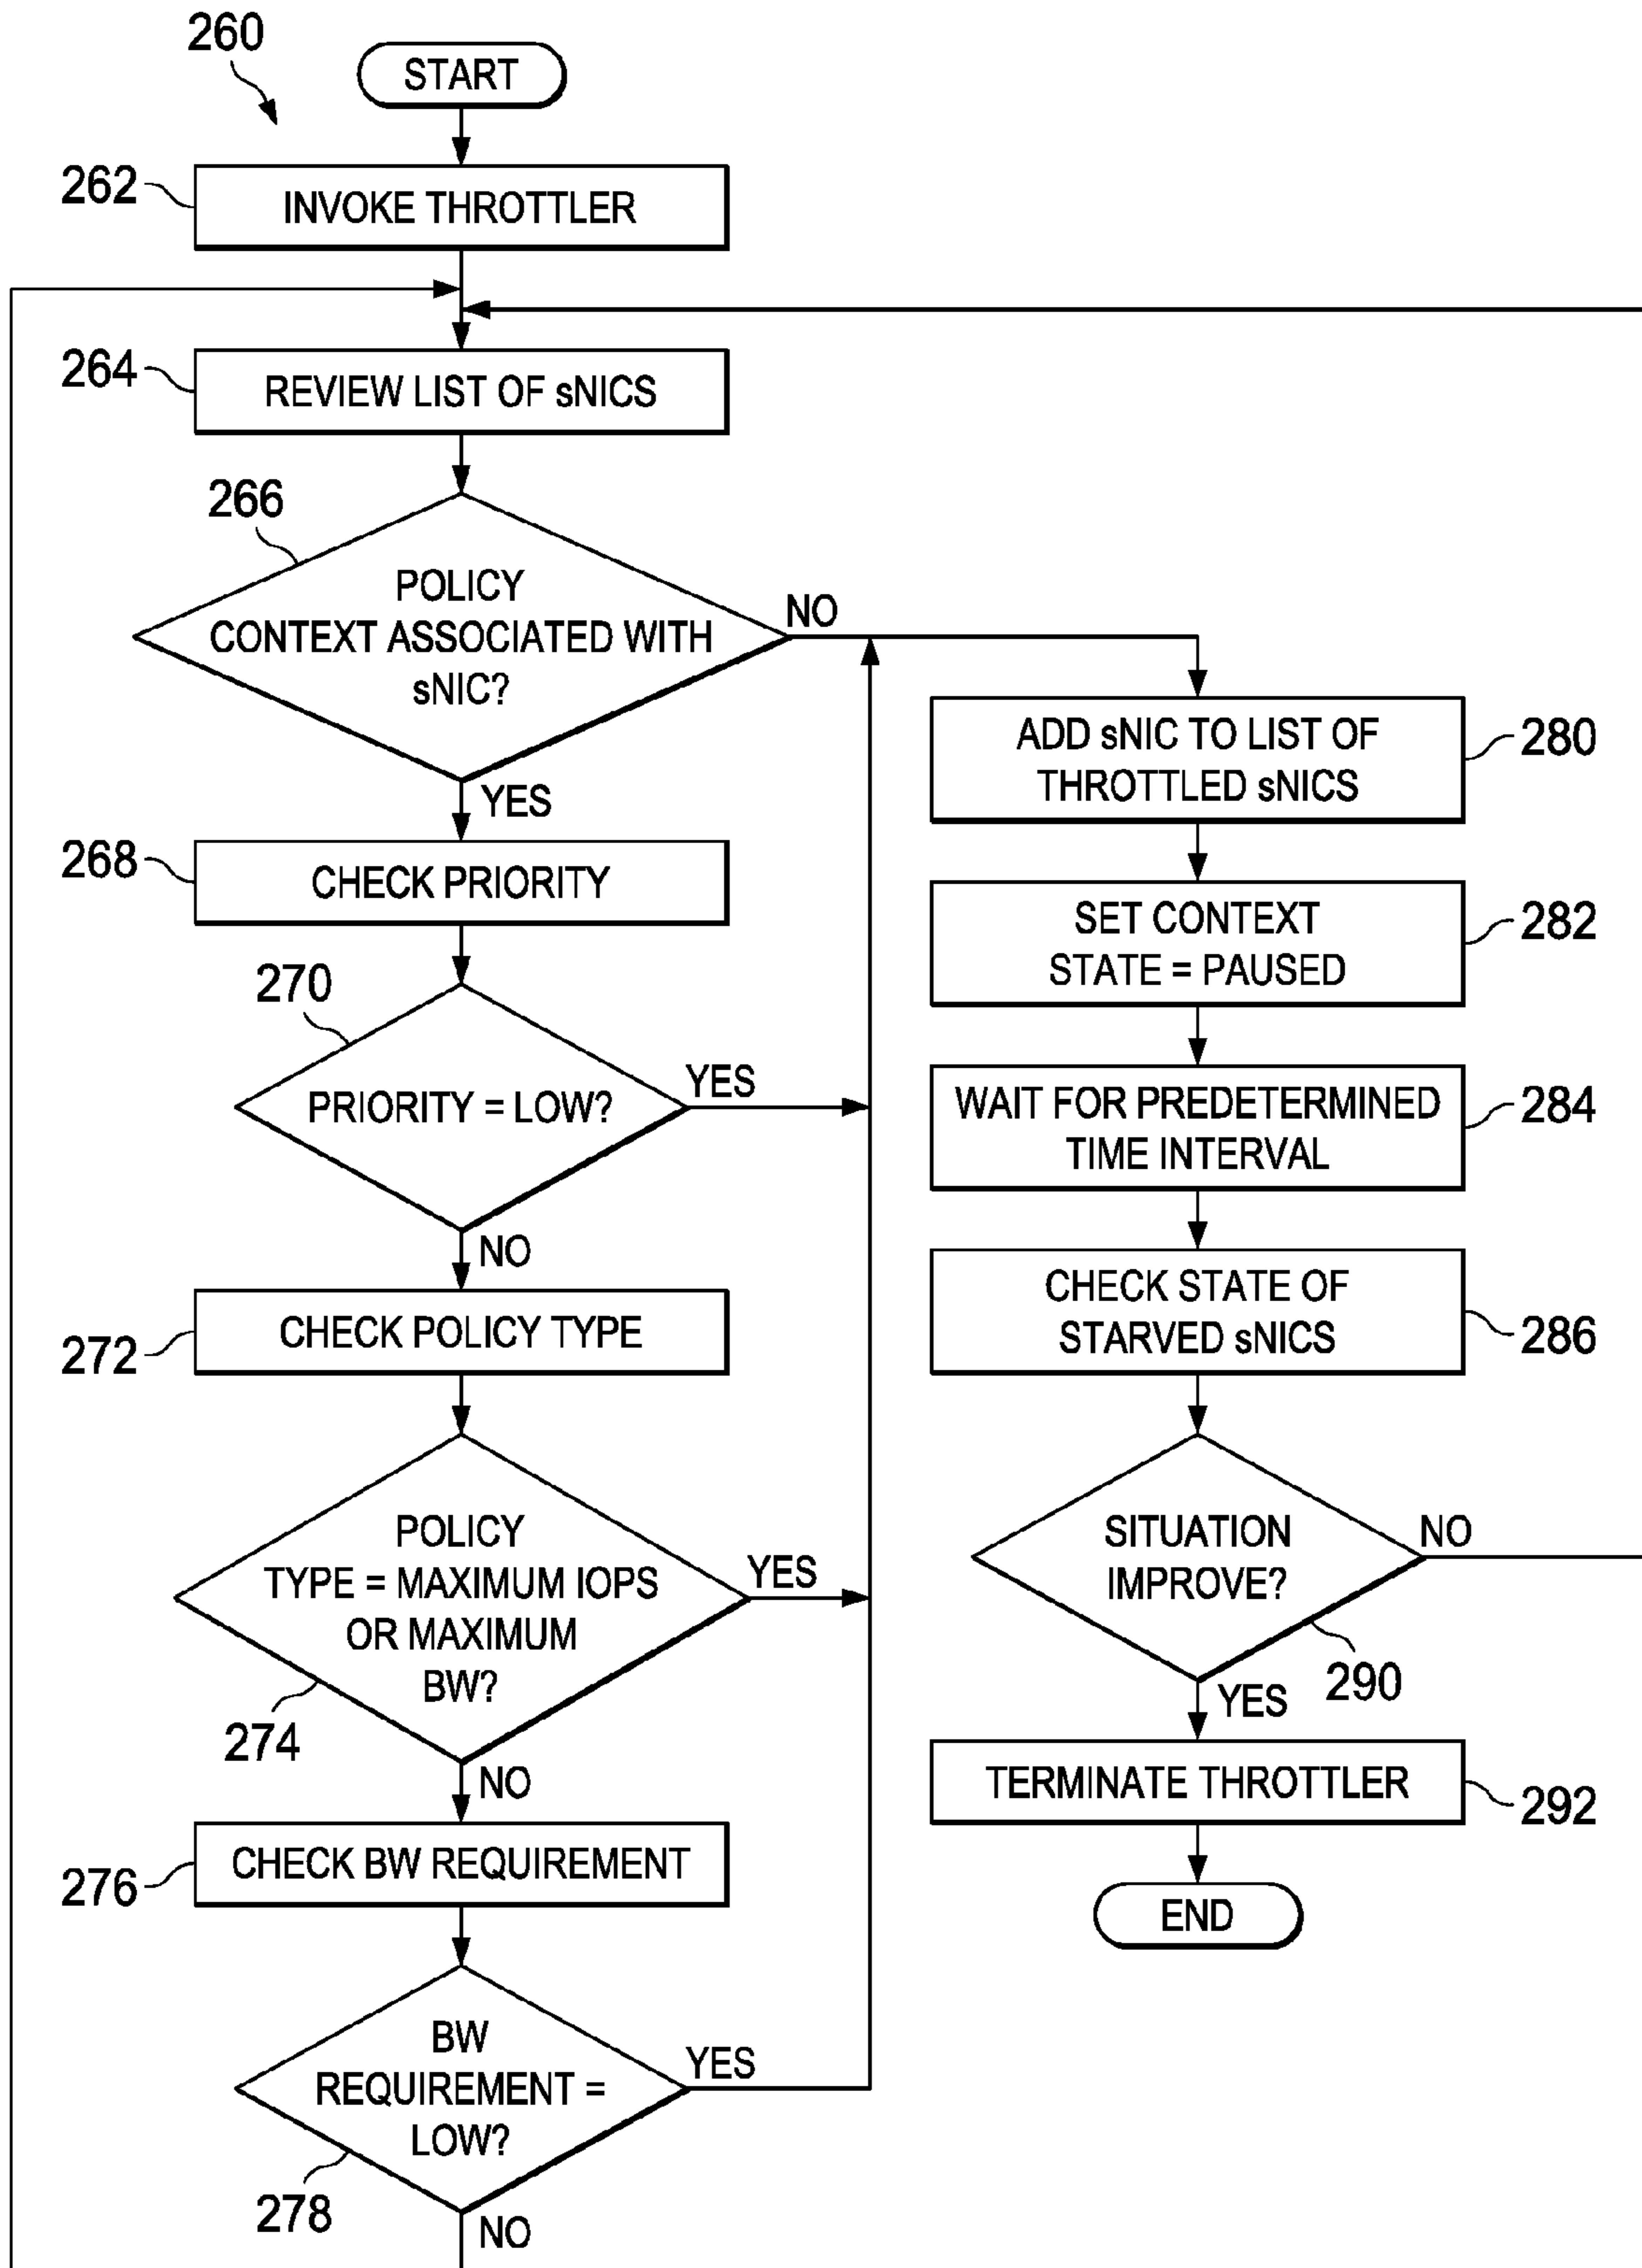 260
START
262
INVOKE THROTTLER
264
REVIEW LIST OF sNICS
266
POLICY
CONTEXT ASSOCIATED WITH
sNIC?
NO
YES
268
CHECK PRIORITY
270
PRIORITY = LOW?
YES
NO
272
CHECK POLICY TYPE
POLICY
TYPE = MAXIMUM IOPS
OR MAXIMUM
BW?
YES
274
NO
276
CHECK BW REQUIREMENT
BW
REQUIREMENT =
LOW?
YES
278
NO
ADD sNIC TO LIST OF
THROTTLED sNICS
280
SET CONTEXT
STATE = PAUSED
282
WAIT FOR PREDETERMINED
TIME INTERVAL
284
CHECK STATE OF
STARVED sNICS
286
SITUATION
IMPROVE?
NO
290
YES
TERMINATE THROTTLER
292
END